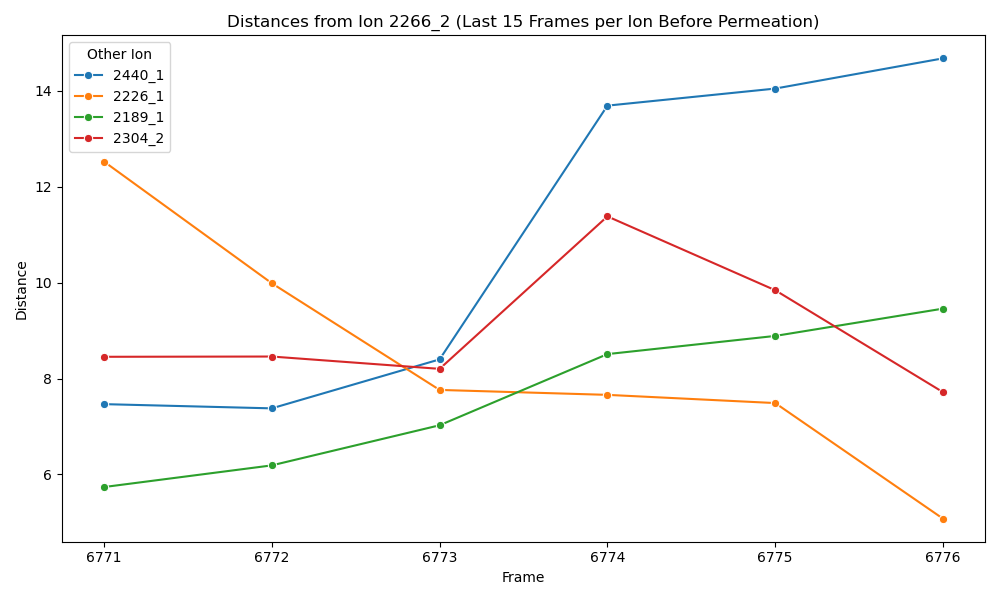 Distances from Ion 2266_2 (Last 15 Frames per Ion Before Permeation)
Other Ion
2440_1
2226_1
2189_1
2304_2
14
12
10
8
6
Distance
6771 6772 6773 6774 6775 6776
Frame